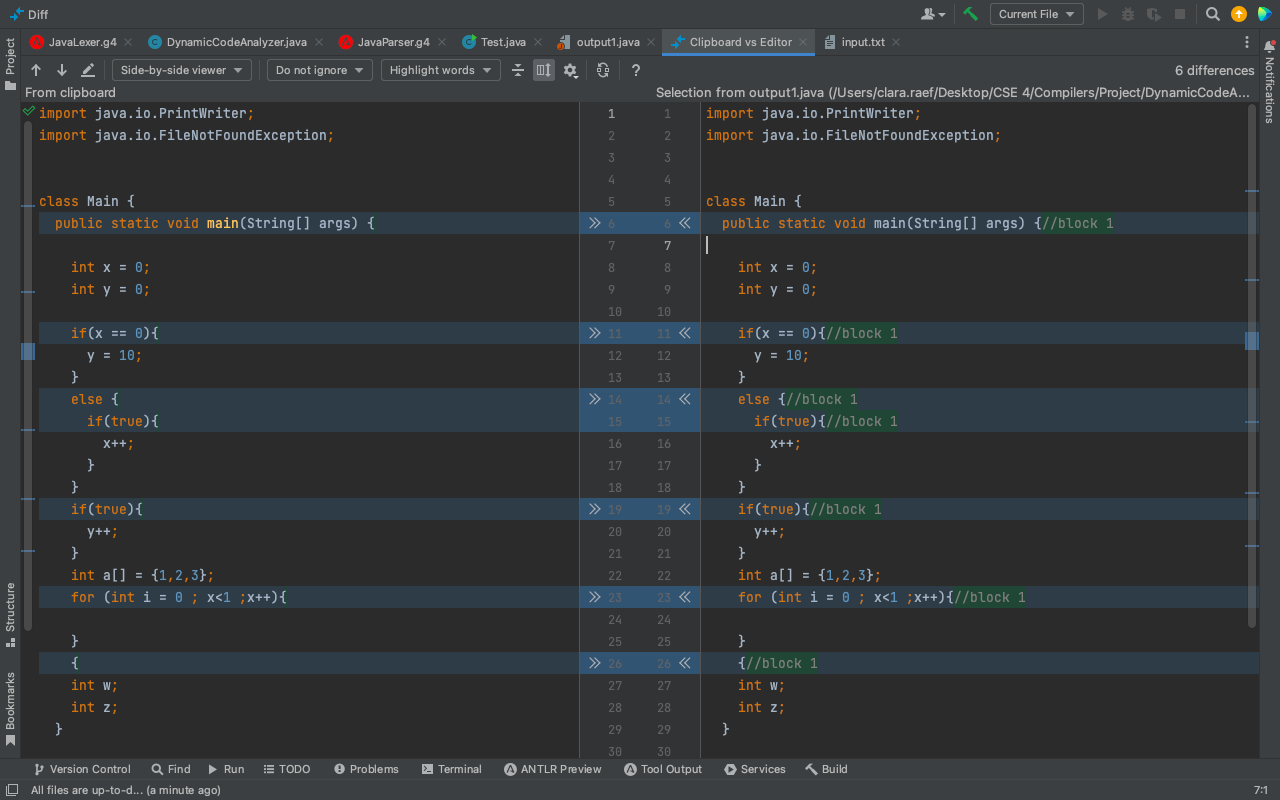 Diff
Current File
Project
JavaLexer.g4
DynamicCodeAnalyzer.java
JavaParser.g4
Test.java
output1.java
Clipboard vs Editor
input.txt
Side-by-side viewer
Do not ignore
Highlight words
?
6 differences
Notifications
From clipboard
Selection from output1.java (/Users/clara.raef/Desktop/CSE 4/Compilers/Project/DynamicCodeA...
import java.io.PrintWriter;
1 1
import java.io.PrintWriter;
import java.io.FileNotFoundException;
2 2
import java.io.FileNotFoundException;
3 3
4 4
class Main {
5 5
class Main {
public static void main(String[] args) {
6 6
public static void main(String[] args) {//block 1
7 7
int x = 0;
8 8
int x = 0;
int y = 0;
9 9
int y = 0;
10 10
if(x == 0){
11 11
if(x == 0){//block 1
y = 10;
12 12
y = 10;
}
13 13
}
else {
14 14
else {//block 1
if(true){
15 15
if(true){//block 1
x++;
16 16
x++;
}
17 17
}
}
18 18
}
if(true){
19 19
if(true){//block 1
y++;
20 20
y++;
}
21 21
}
int a[] = {1,2,3};
22 22
int a[] = {1,2,3};
for (int i = 0 ; x<1 ;x++){
23 23
for (int i = 0 ; x<1 ;x++){//block 1
24 24
}
25 25
}
{
26 26
{//block 1
int w;
27 27
int w;
int z;
28 28
int z;
}
29 29
}
30 30
Structure
Bookmarks
Version Control
Find
Run
TODO
Problems
Terminal
ANTLR Preview
Tool Output
Services
Build
All files are up-to-d... (a minute ago)
7:1